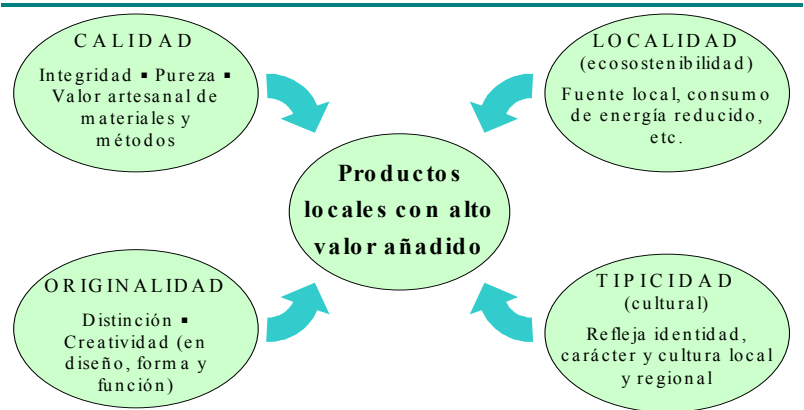 CALIDAD
Integridad ▪ Pureza ▪
Valor artesanal de
materiales y
métodos
LOCALIDAD
(ecosostenibilidad)
Fuente local, consumo
de energía reducido,
etc.
Productos
locales con alto
valor añadido
ORIGINALIDAD
Distinción ▪
Creatividad (en
diseño, forma y
función)
TIPICIDAD
(cultural)
Refleja identidad,
carácter y cultura local
y regional